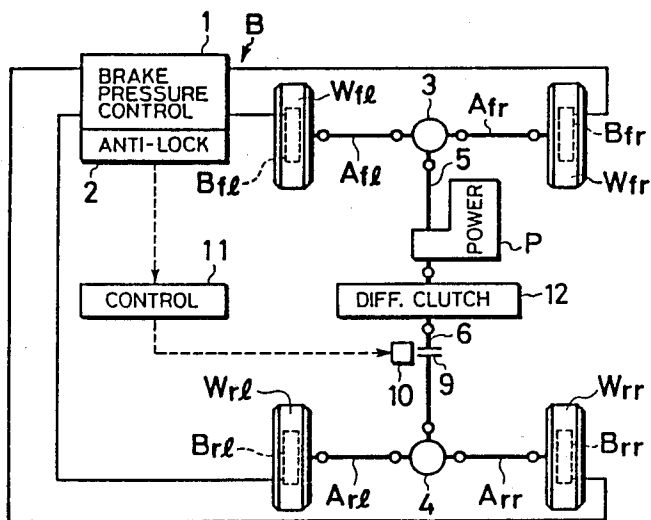 1
B
BRAKE
PRESSURE
CONTROL
ANTI-LOCK
2
Wfℓ
3
Afr
Bfr
Wfr
Bfℓ
Afℓ
5
POWER
P
11
CONTROL
DIFF. CLUTCH
12
6
10
9
Wrℓ
Wrr
Brℓ
Brr
Arℓ
4
Arr